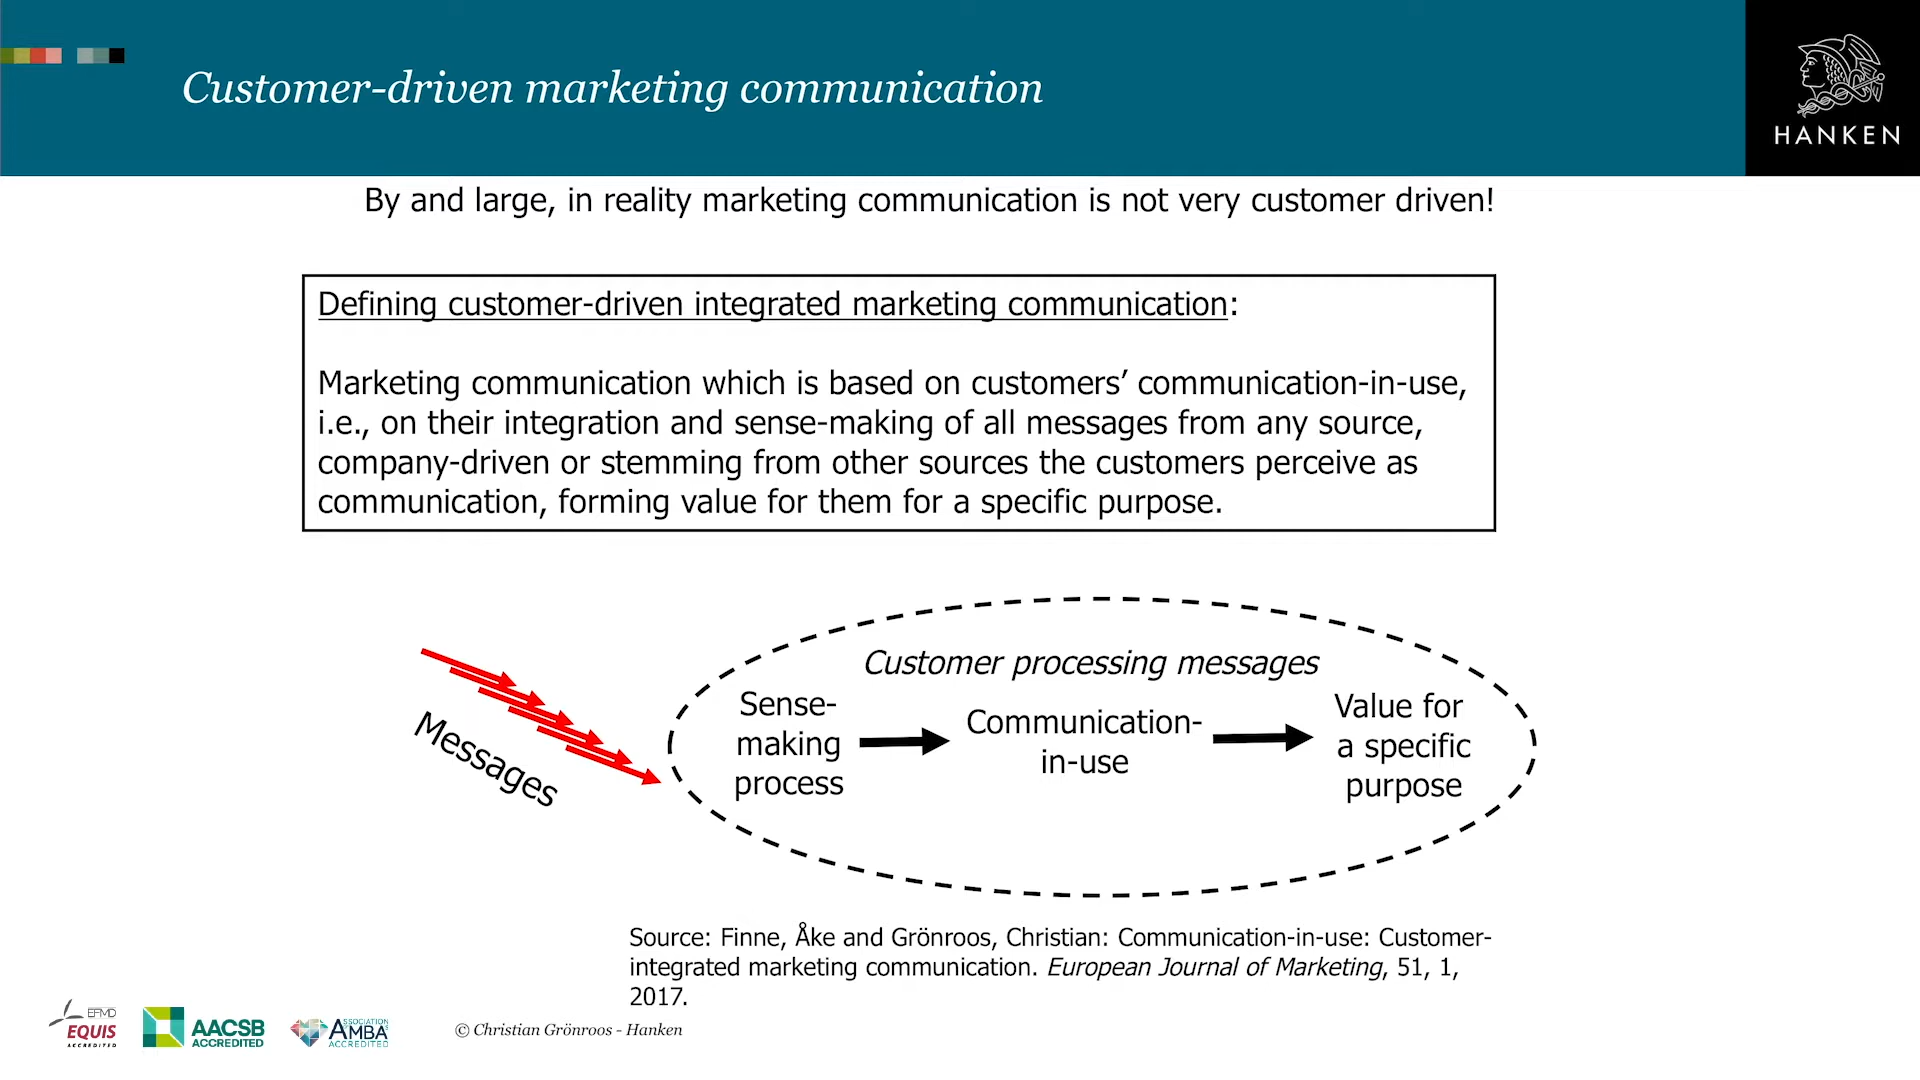 Customer-driven marketing communication
HANKEN
By and large, in reality marketing communication is not very customer driven!
Defining customer-driven integrated marketing communication:
Marketing communication which is based on customers’ communication-in-use,
i.e., on their integration and sense-making of all messages from any source,
company-driven or stemming from other sources the customers perceive as
communication, forming value for them for a specific purpose.
Messages
Customer processing messages
Sense-
making
process
Communication-
in-use
Value for
a specific
purpose
Source: Finne, Åke and Grönroos, Christian: Communication-in-use: Customer-
integrated marketing communication. European Journal of Marketing, 51, 1,
2017.
EFMD
EQUIS
ACCREDITED
AACSB
ACCREDITED
ASSOCIATION
AMBA
ACCREDITED
© Christian Grönroos - Hanken